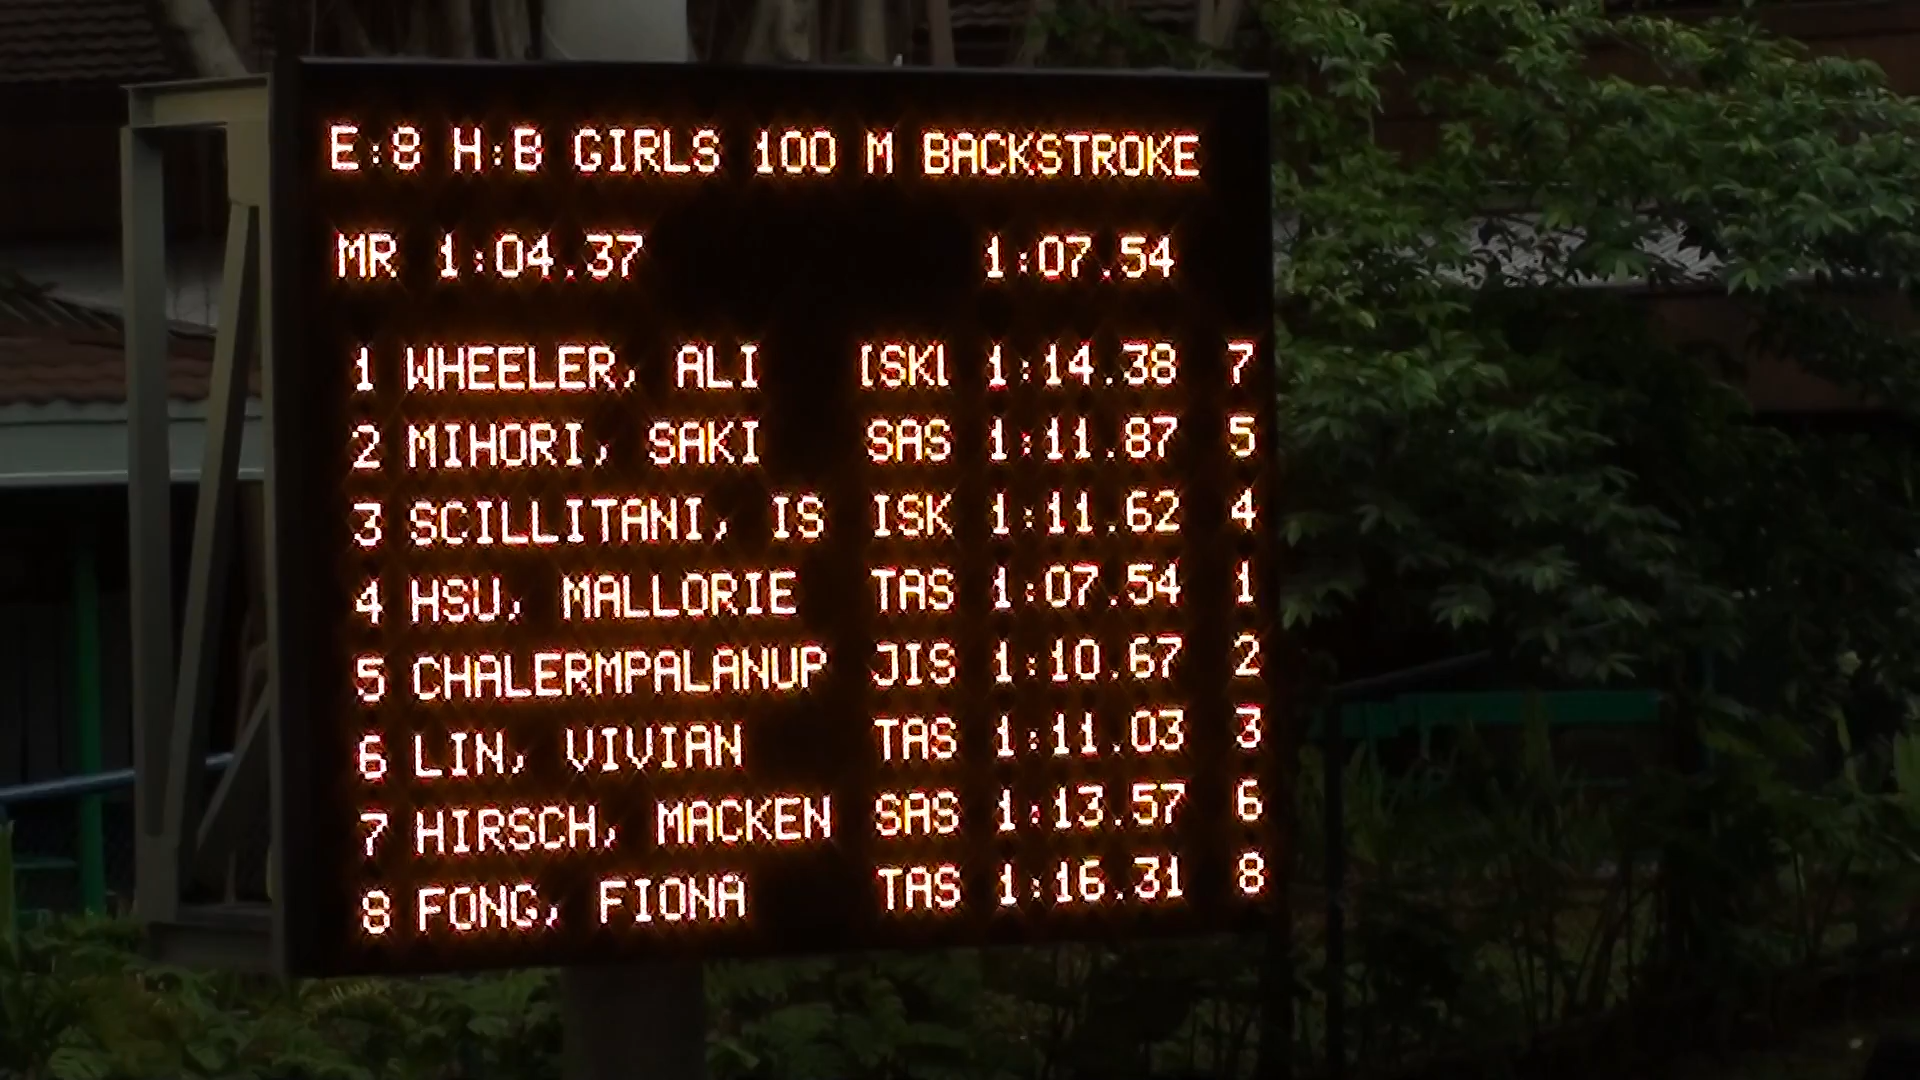 E:8 H:B GIRLS 100 M BACKSTROKE
MR 1:04.37 1:07.54
1 WHEELER, ALI ISKL 1:14.38 7
2 MIHORI, SAKI SAS 1:11.87 5
3 SCILLITANI, IS ISK 1:11.62 4
4 HSU, MALLORIE TAS 1:07.54 1
5 CHALERMPALANUP JIS 1:10.67 2
6 LIN, VIVIAN TAS 1:11.03 3
7 HIRSCH, MACKEN SAS 1:13.57 6
8 FONG, FIONA TAS 1:16.31 8